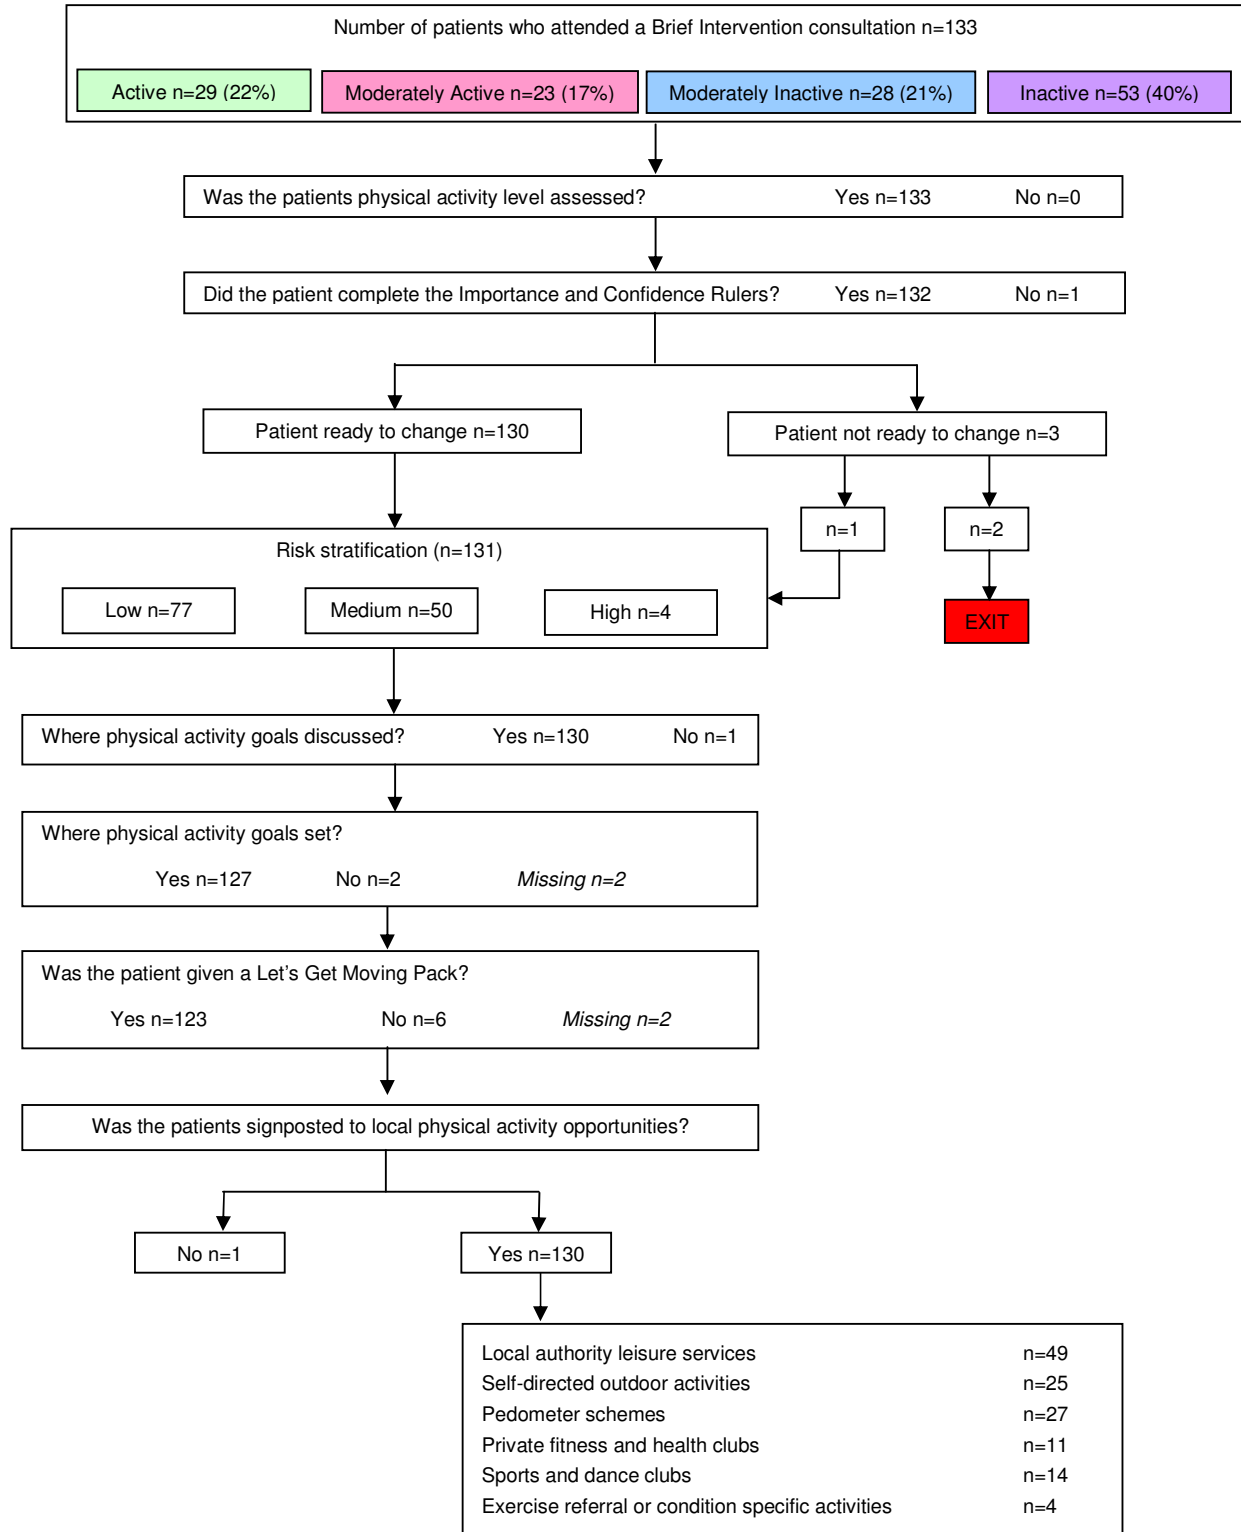 Number of patients who attended a Brief Intervention consultation n=133
Active n=29 (22%) Moderately Active n=23 (17%) Moderately Inactive n=28 (21%) Inactive n=53 (40%)
Was the patients physical activity level assessed? Yes n=133 No n=0
Did the patient complete the Importance and Confidence Rulers? Yes n=132 No n=1
Patient ready to change n=130 Patient not ready to change n=3
n=1 n=2
Risk stratification (n=131)
Low n=77 Medium n=50 High n=4
EXIT
Where physical activity goals discussed? Yes n=130 No n=1
Where physical activity goals set?
Yes n=127 No n=2 Missing n=2
Was the patient given a Let's Get Moving Pack?
Yes n=123 No n=6 Missing n=2
Was the patients signposted to local physical activity opportunities?
No n=1 Yes n=130
Local authority leisure services n=49
Self-directed outdoor activities n=25
Pedometer schemes n=27
Private fitness and health clubs n=11
Sports and dance clubs n=14
Exercise referral or condition specific activities n=4